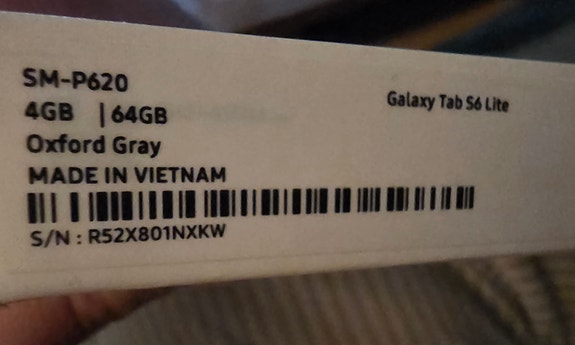 SM-P620
Galaxy Tab S6 Lite
4GB | 64GB
Oxford Gray
MADE IN VIETNAM
S/N : R52X801NXKW